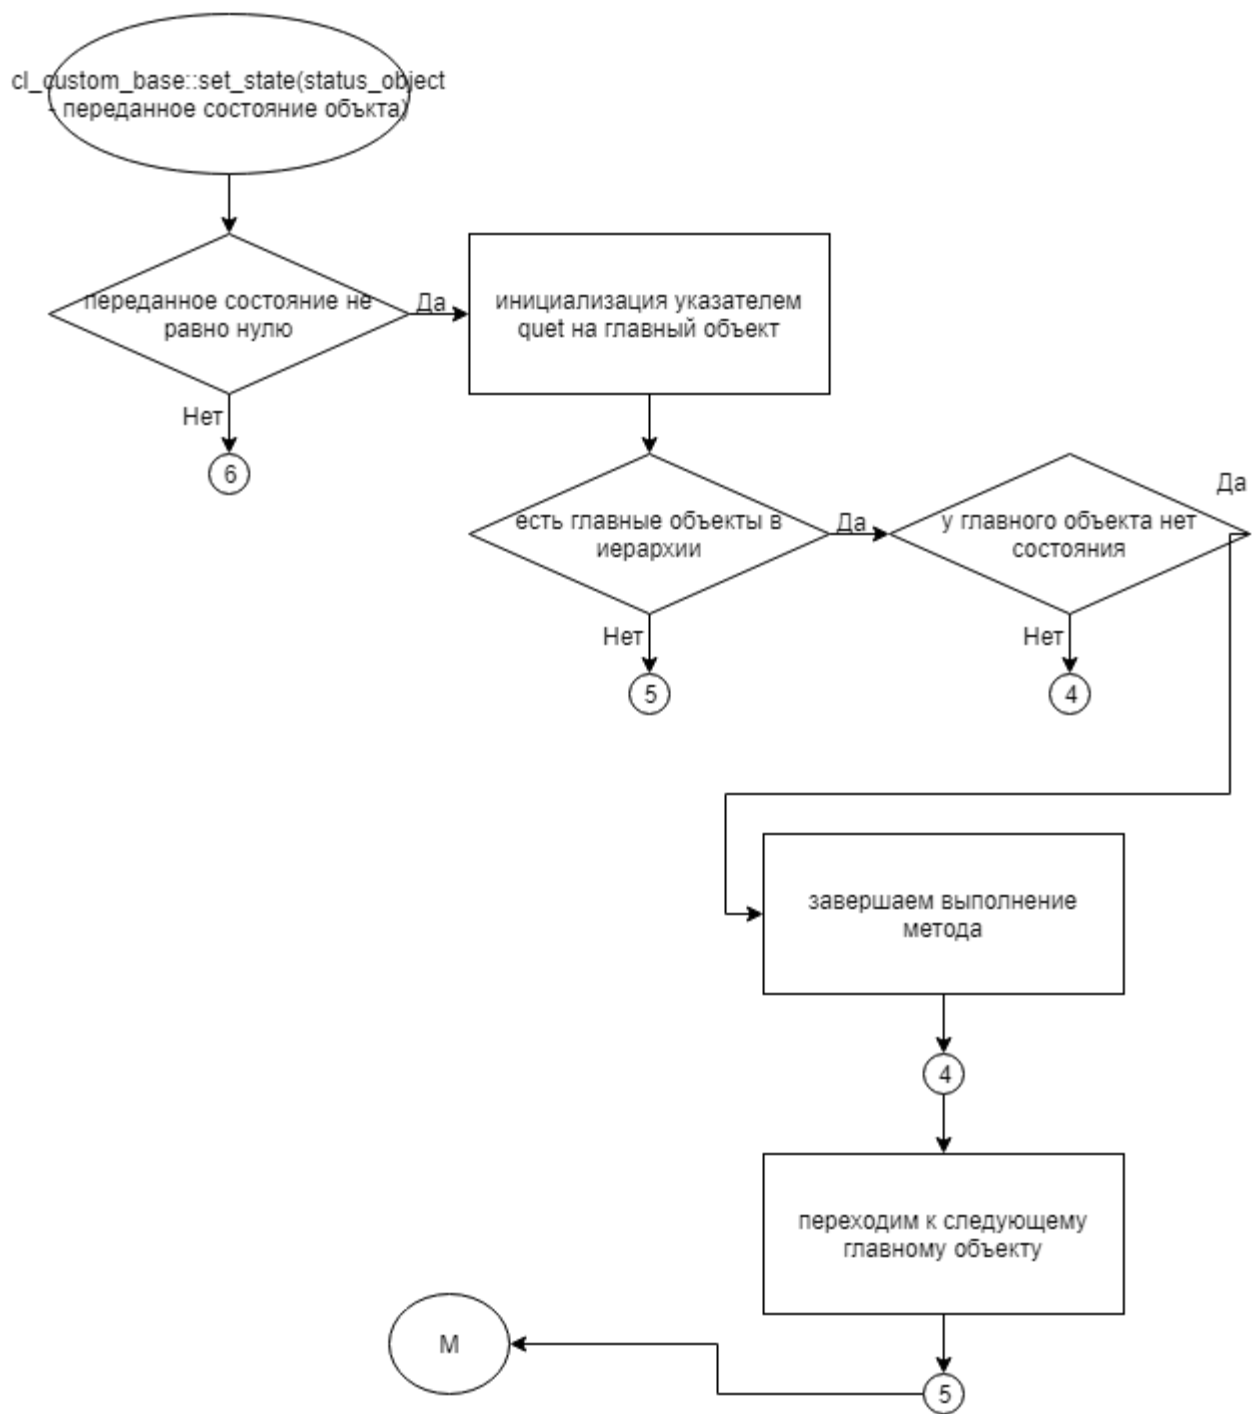 cl_custom_base::set_state(status_object
- переданное состояние объкта)
переданное состояние не
равно нулю
Да
инициализация указателем
quet на главный объект
Нет
6
есть главные объекты в
иерархии
Да
у главного объекта нет
состояния
Да
Нет
5
Нет
4
завершаем выполнение
метода
4
переходим к следующему
главному объекту
М
5